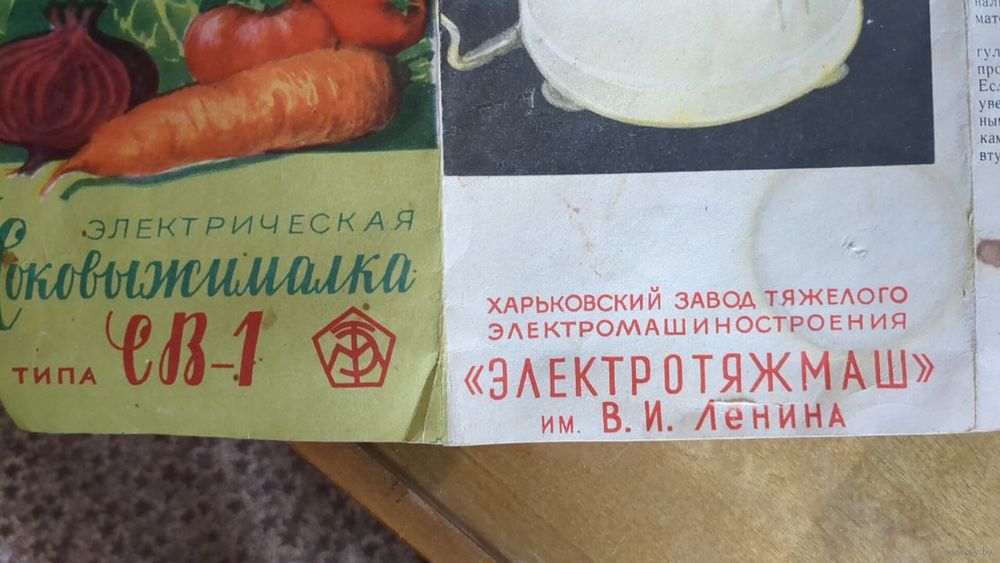 ЭЛЕКТРИЧЕСКАЯ
Соковыжималка
ТИПА СВ-1
ХАРЬКОВСКИЙ ЗАВОД ТЯЖЕЛОГО
ЭЛЕКТРОМАШИНОСТРОЕНИЯ
«ЭЛЕКТРОТЯЖМАШ»
ИМ. В. И. Ленина